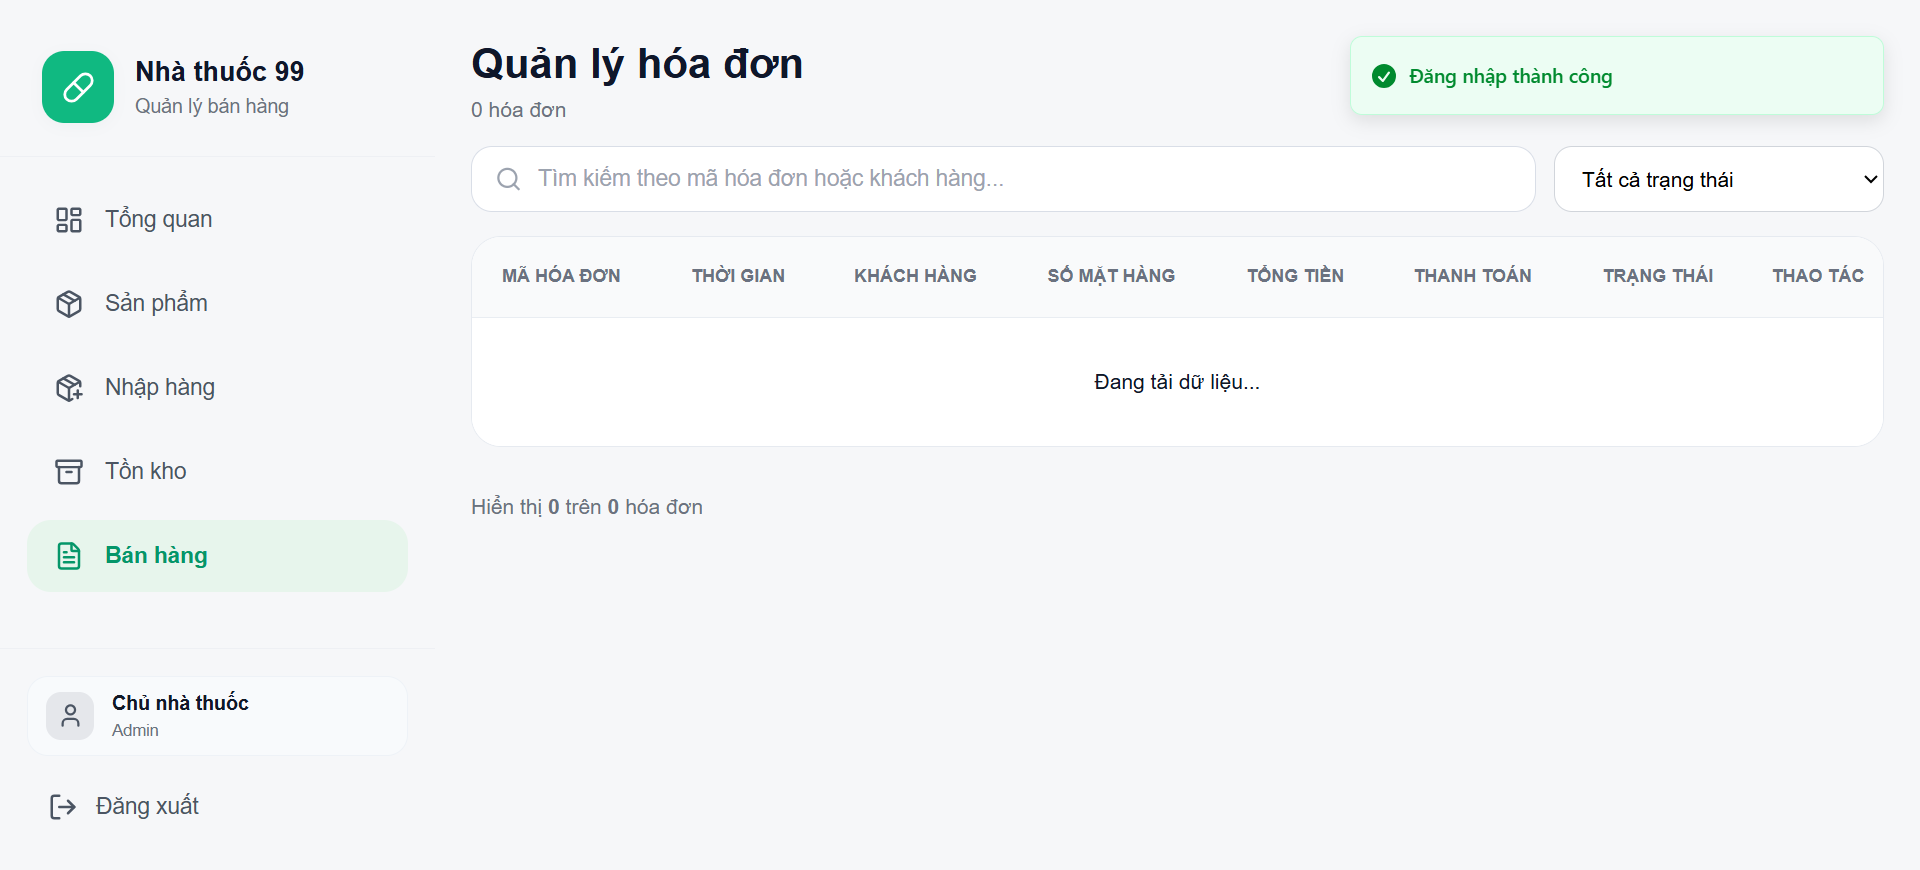 Nhà thuốc 99
Quản lý bán hàng
Tổng quan
Sản phẩm
Nhập hàng
Tồn kho
Bán hàng
Chủ nhà thuốc
Admin
Đăng xuất
Quản lý hóa đơn
0 hóa đơn
Đăng nhập thành công
Tìm kiếm theo mã hóa đơn hoặc khách hàng...
Tất cả trạng thái
MÃ HÓA ĐƠN THỜI GIAN KHÁCH HÀNG SỐ MẶT HÀNG TỔNG TIỀN THANH TOÁN TRẠNG THÁI THAO TÁC
Đang tải dữ liệu...
Hiển thị 0 trên 0 hóa đơn